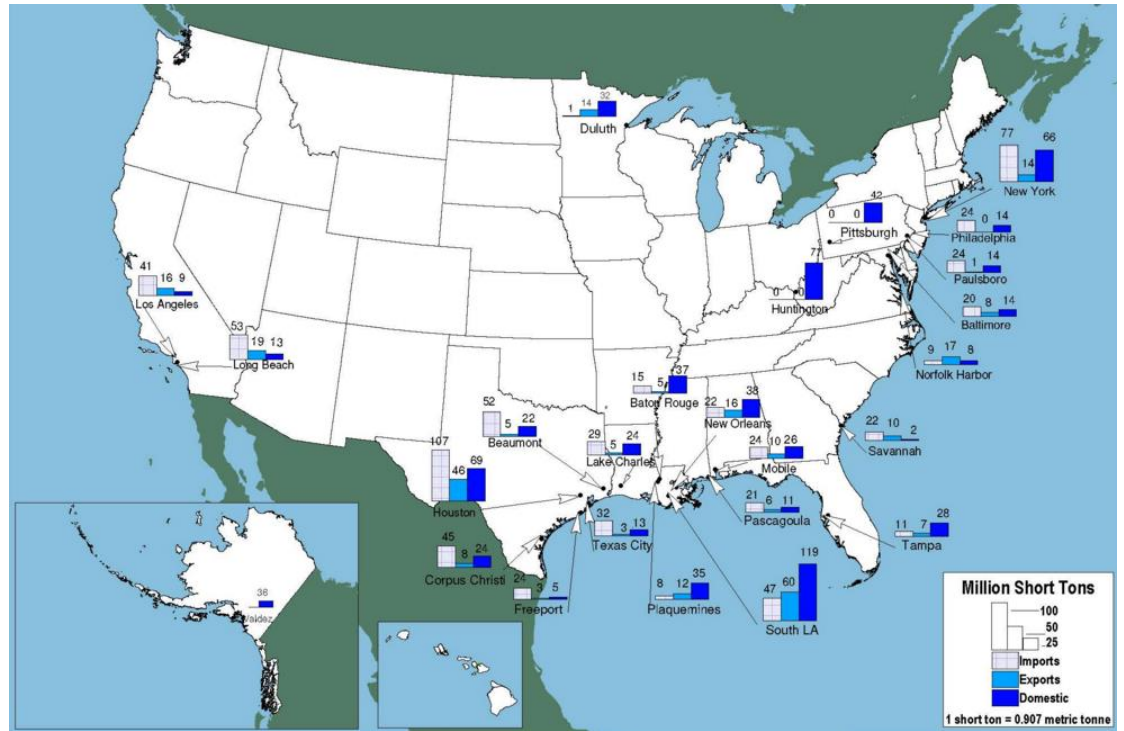 1 14 32
Duluth
77 14 66
New York
42
0 0
Pittsburgh
24 0 14
Philadelphia
77
0 0
Huntington
24 1 14
Paulsboro
41 16 9
Los Angeles
20 8 14
Baltimore
53 19 13
Long Beach
9 17 8
Norfolk Harbor
15 5 37
Baton Rouge
22 16 38
New Orleans
52 5 22
Beaumont
29 5 24
Lake Charles
22 10 2
Savannah
24 10 26
Mobile
107 46 69
Houston
21 6 11
Pascagoula
32 3 13
Texas City
11 7 28
Tampa
45 8 24
Corpus Christi
24 3 5
Freeport
8 12 35
Plaquemines
47 60 119
South LA
Valdez
Million Short Tons
100
50
25
Imports
Exports
Domestic
1 short ton = 0.907 metric tonne